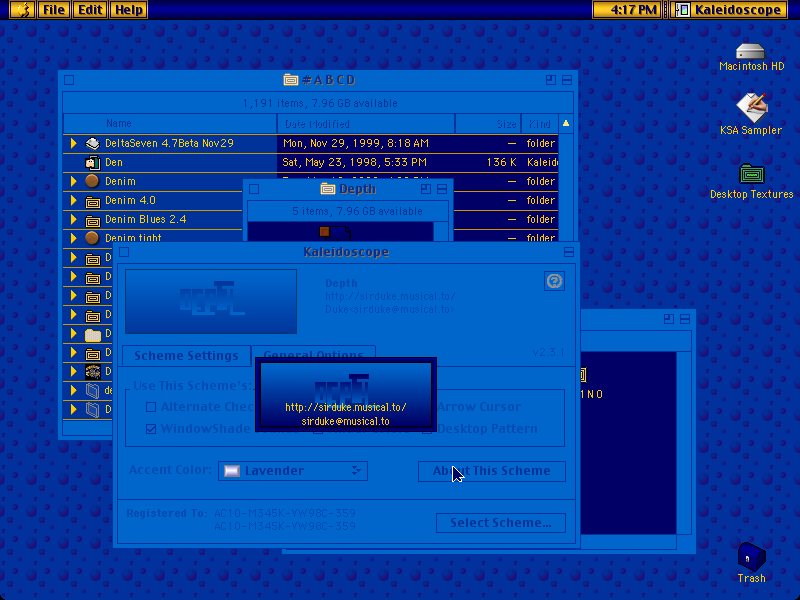 File Edit Help
4:17 PM Kaleidoscope
Macintosh HD
KSA Sampler
Desktop Textures
Trash
# A B C D
1,191 items, 7.96 GB available
Name Date Modified Size Kind
DeltaSeven 4.7Beta Nov29 Mon, Nov 29, 1999, 8:18 AM — folder
Den Sat, May 23, 1998, 5:33 PM 136 K Kaleid
Denim — folder
Denim 4.0 — folder
Denim Blues 2.4 — folder
Denim tight — folder
Depth
5 items, 7.96 GB available
Kaleidoscope
Depth
http://sirduke.musical.to/
Duke<sirduke@musical.to>
Scheme Settings General Options
v2.3.1
Use This Scheme's:
Alternate Chec
Arrow Cursor
WindowShade
Desktop Pattern
DEPTH
http://sirduke.musical.to/
sirduke@musical.to
Accent Color: Lavender
About This Scheme
Registered To: AC10-M345K-YW98C-359
AC10-M345K-YW98C-359
Select Scheme...